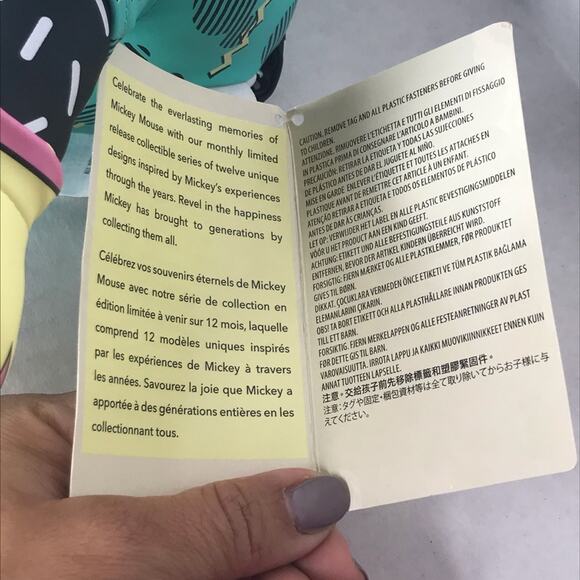 Celebrate the everlasting memories of
Mickey Mouse with our monthly limited
release collectible series of twelve unique
designs inspired by Mickey's experiences
through the years. Revel in the happiness
Mickey has brought to generations by
collecting them all.
Célébrez vos souvenirs éternels de Mickey
Mouse avec notre série de collection en
édition limitée à venir sur 12 mois, laquelle
comprend 12 modèles uniques inspirés
par les expériences de Mickey à travers
les années. Savourez la joie que Mickey a
apportée à des générations entières en les
collectionnant tous.
CAUTION. REMOVE TAG AND ALL PLASTIC FASTENERS BEFORE GIVING
TO CHILDREN.
ATTENZIONE. RIMUOVERE L'ETICHETTA E TUTTI GLI ELEMENTI DI FISSAGGIO
IN PLASTICA PRIMA DI CONSEGNARE L'ARTICOLO A BAMBINI.
PRECAUCIÓN: RETIRAR LA ETIQUETA Y TODAS LAS SUJECIONES
DE PLÁSTICO ANTES DE DAR EL JUGUETE AL NIÑO.
MISE EN GARDE. ENLEVER L'ÉTIQUETTE ET TOUTES LES ATTACHES EN
PLASTIQUE AVANT DE REMETTRE CET ARTICLE À UN ENFANT.
ATENÇÃO RETIRAR A ETIQUETA E TODOS OS ELEMENTOS DE PLÁSTICO
ANTES DE DAR ÀS CRIANÇAS.
LET OP: VERWIJDER HET LABEL EN ALLE PLASTIC BEVESTIGINGSMIDDELEN
VÓÓR U HET PRODUCT AAN EEN KIND GEEFT.
ACHTUNG: ETIKETT UND ALLE BEFESTIGUNGSTEILE AUS KUNSTSTOFF
ENTFERNEN, BEVOR DER ARTIKEL KINDERN ÜBERREICHT WIRD.
FORSIGTIG: FJERN MÆRKET OG ALLE PLASTKLEMMER, FØR PRODUKTET
GIVES TIL BØRN.
DİKKAT. ÇOCUKLARA VERMEDEN ÖNCE ETİKETİ VE TÜM PLASTİK BAĞLAMA
ELEMANLARINI ÇIKARIN.
OBS! TA BORT ETIKETT OCH ALLA PLASTHÅLLARE INNAN PRODUKTEN GES
TILL ETT BARN.
FORSIKTIG. FJERN MERKELAPPEN OG ALLE FESTEANRETNINGER AV PLAST
FØR DETTE GIS TIL BARN.
VAROVAISUUTTA. IRROTA LAPPU JA KAIKKI MUOVIKIINNIKKEET ENNEN KUIN
ANNAT TUOTTEEN LAPSELLE.
注意。交給孩子前先移除標籤和塑膠緊固件。
注意:タグや固定・梱包資材等は全て取り除いてからお子様に与
えてください。